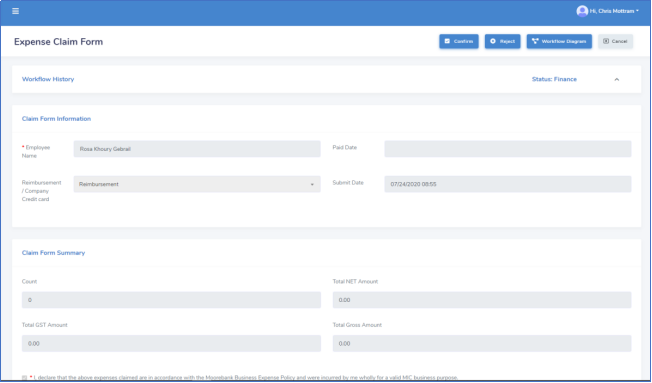 Hi, Chris Mottram
Expense Claim Form
Confirm
Reject
Workflow Diagram
Cancel
Workflow History
Status: Finance
Claim Form Information
* Employee Name
Rosa Khoury Gebrail
Paid Date
Reimbursement / Company Credit card
Reimbursement
Submit Date
07/24/2020 08:55
Claim Form Summary
Count
0
Total NET Amount
0.00
Total GST Amount
0.00
Total Gross Amount
0.00
* I, declare that the above expenses claimed are in accordance with the Moonsbank Business Expense Policy and were incurred by me wholly for a valid MIC business purpose.